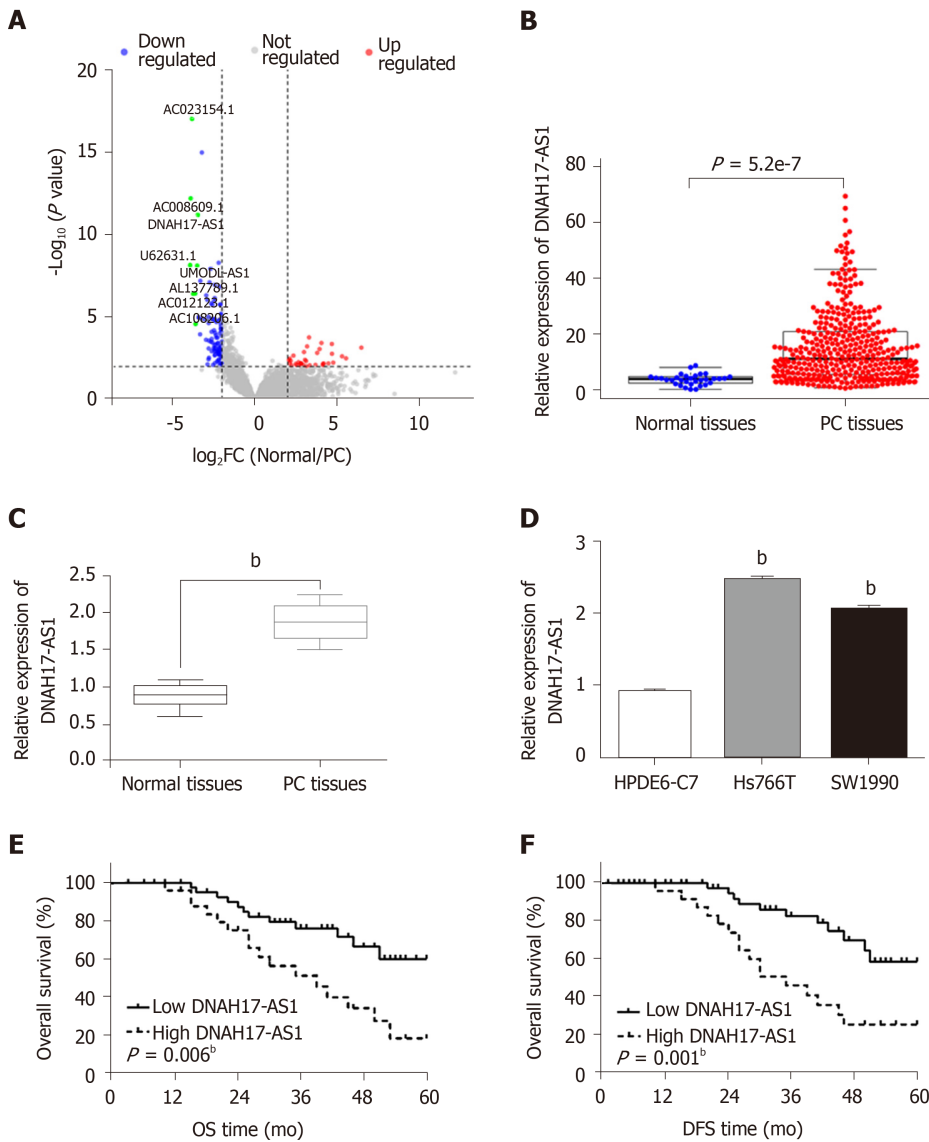 A
Down regulated
Not regulated
Up regulated
20
15
10
5
0
-Log₁₀ (P value)
AC023154.1
AC008609.1
DNAH17-AS1
U62631.1
UMODL-AS1
AL137789.1
AC012123.1
AC108206.1
-5
0
5
10
log₂FC (Normal/PC)
B
Relative expression of DNAH17-AS1
80
60
40
20
0
P = 5.2e-7
Normal tissues
PC tissues
C
Relative expression of
DNAH17-AS1
2.5
2.0
1.5
1.0
0.5
0.0
b
Normal tissues
PC tissues
D
Relative expression of
DNAH17-AS1
3
2
1
0
b
b
HPDE6-C7
Hs766T
SW1990
E
Overall survival (%)
100
80
60
40
20
0
Low DNAH17-AS1
High DNAH17-AS1
P = 0.006ᵇ
0
12
24
36
48
60
OS time (mo)
F
Overall survival (%)
100
80
60
40
20
0
Low DNAH17-AS1
High DNAH17-AS1
P = 0.001ᵇ
0
12
24
36
48
60
DFS time (mo)